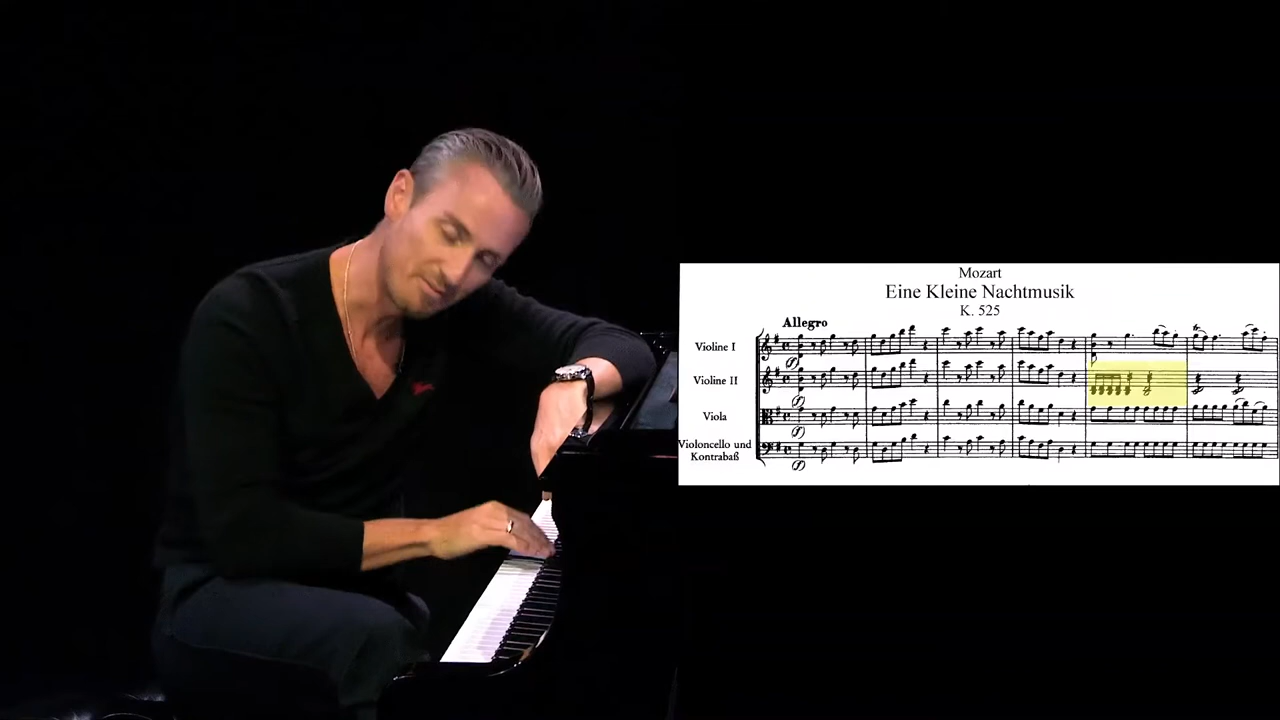 Mozart
Eine Kleine Nachtmusik
K. 525
Allegro
Violine I
Violine II
Viola
Violoncello und
Kontrabaß